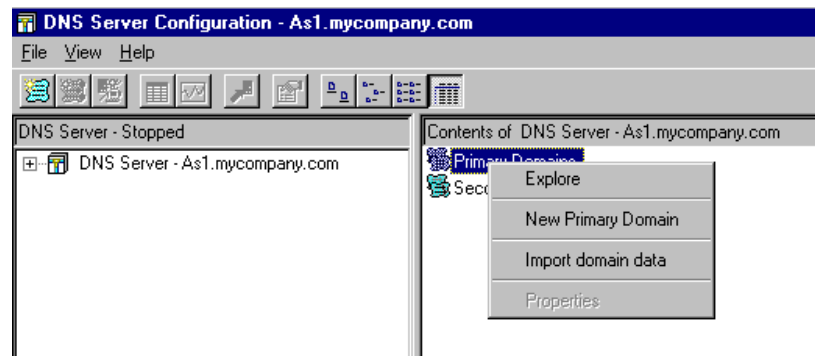 DNS Server Configuration - As1.mycompany.com
File View Help
DNS Server - Stopped
Contents of DNS Server - As1.mycompany.com
DNS Server - As1.mycompany.com
Primary Domains
Explore
New Primary Domain
Import domain data
Properties